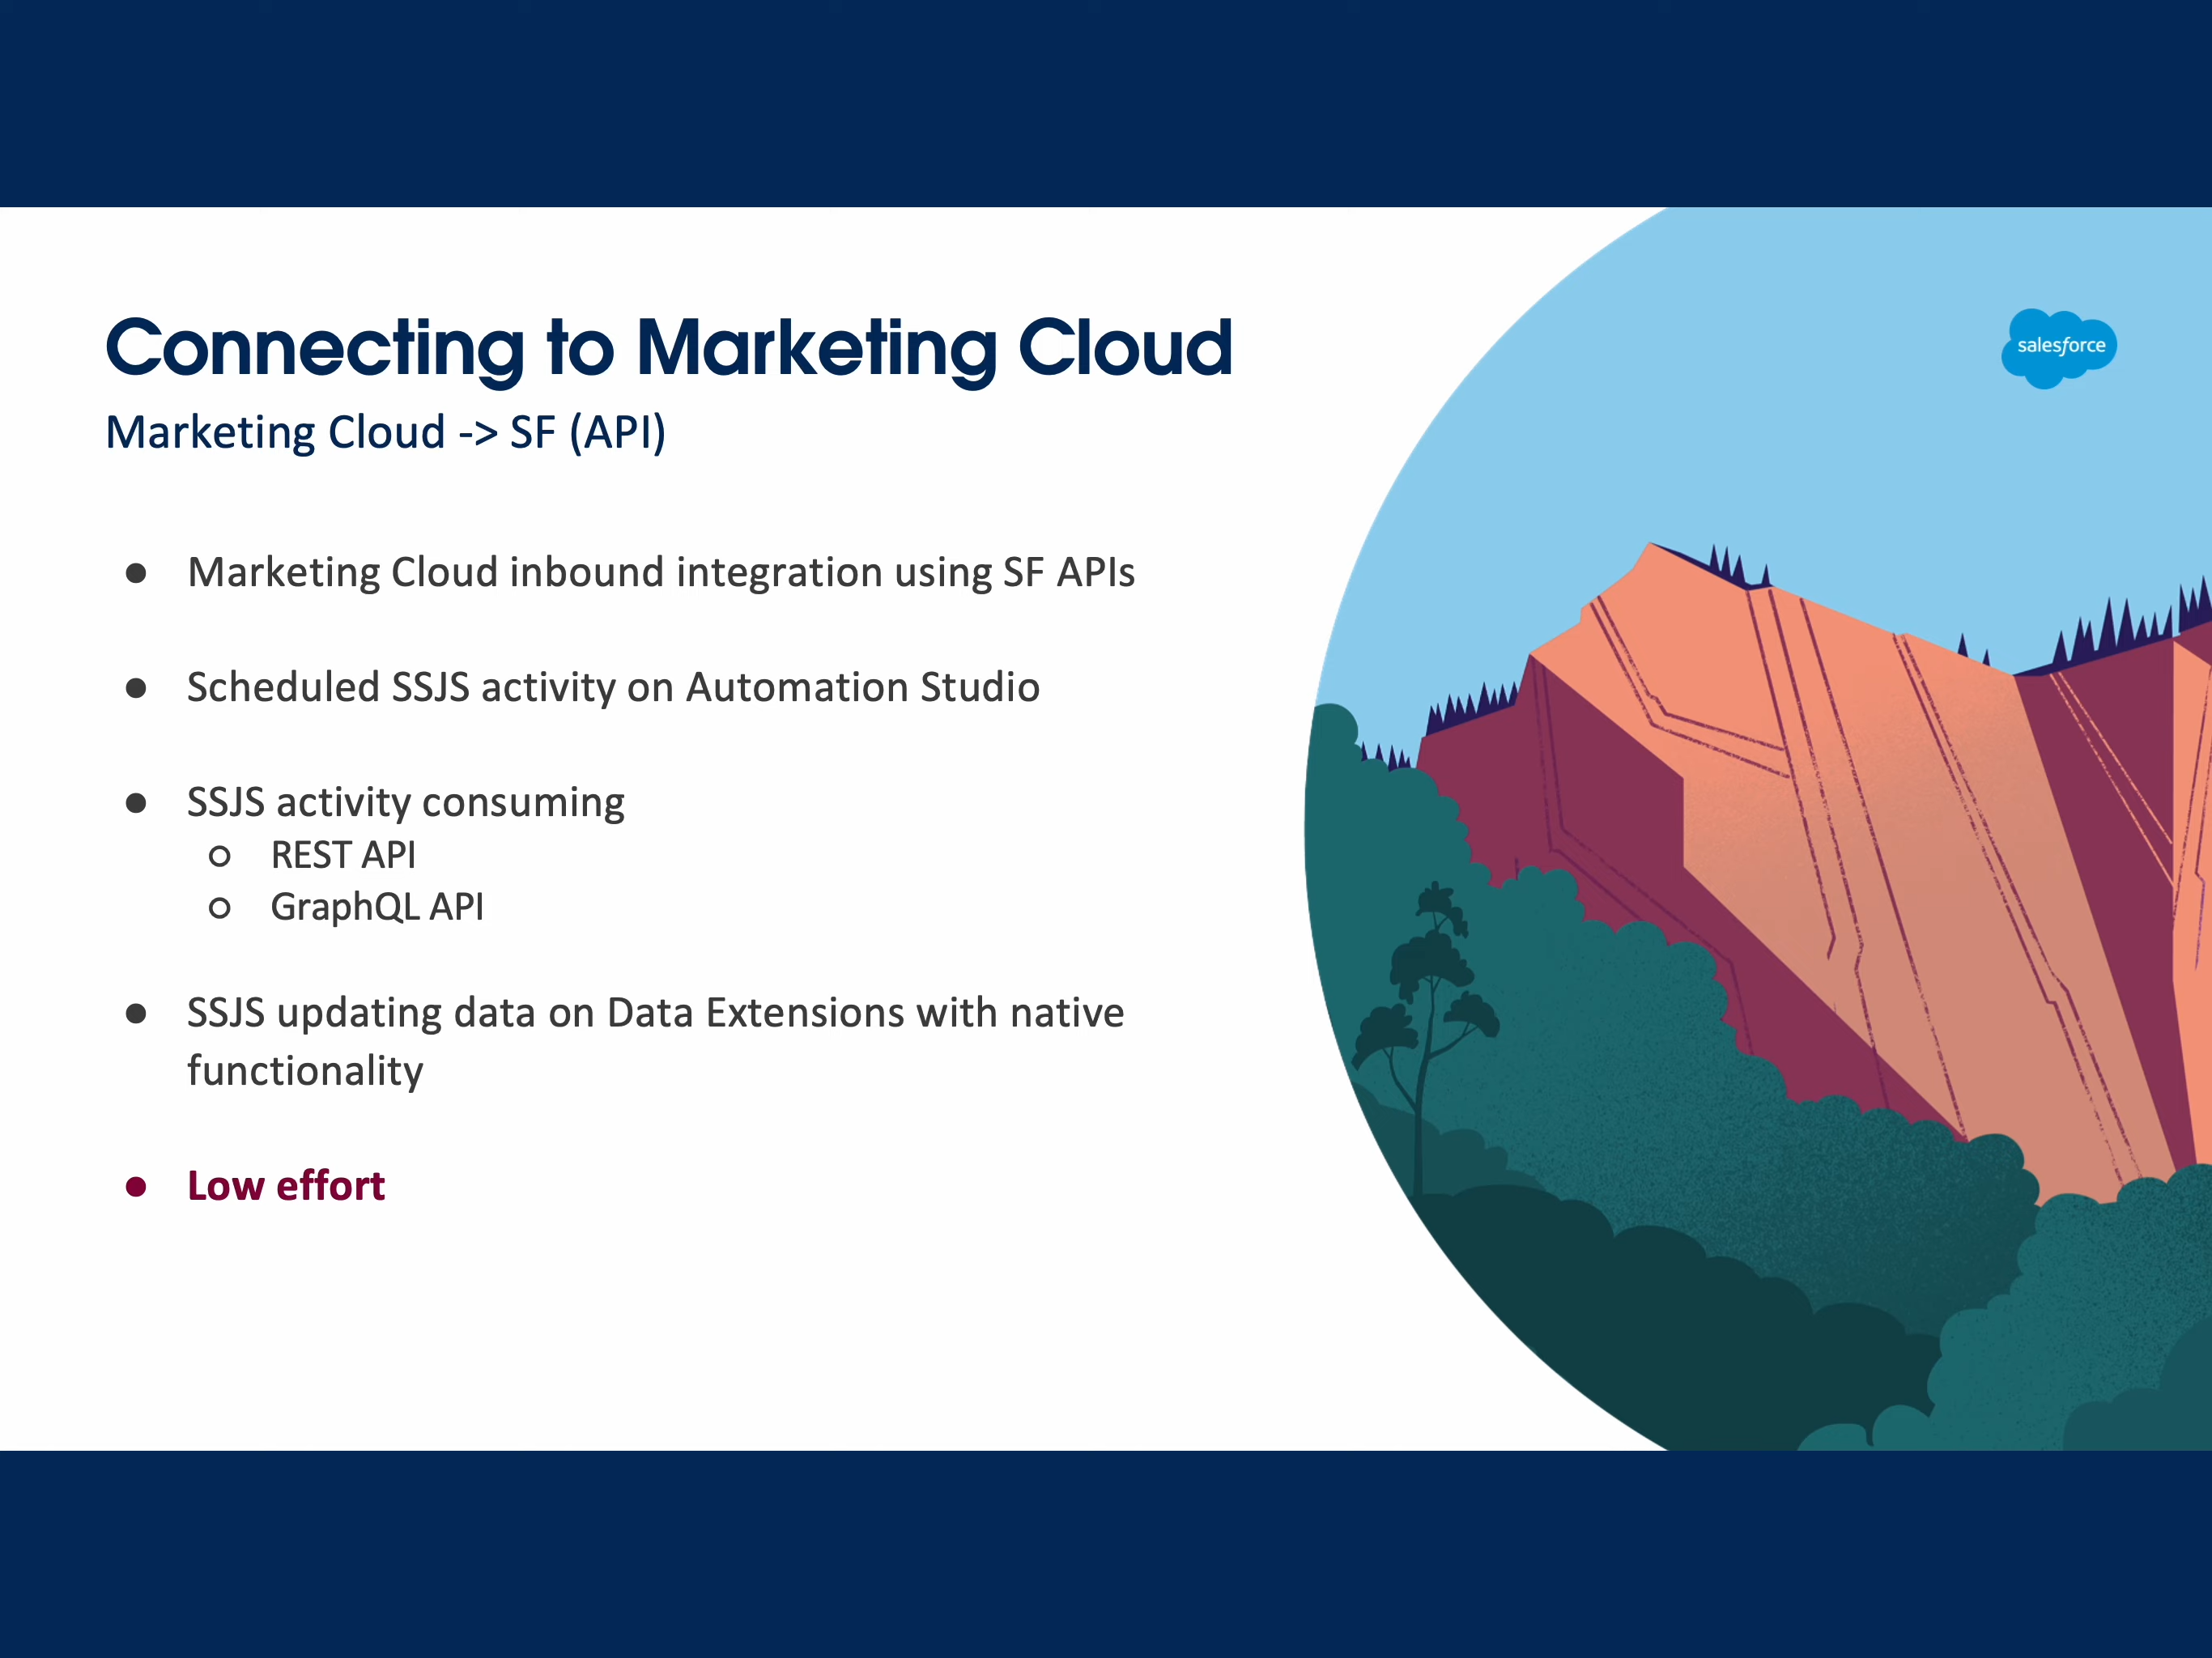 Connecting to Marketing Cloud
salesforce
Marketing Cloud -> SF (API)
● Marketing Cloud inbound integration using SF APIs
● Scheduled SSJS activity on Automation Studio
● SSJS activity consuming
○ REST API
○ GraphQL API
● SSJS updating data on Data Extensions with native
functionality
● Low effort